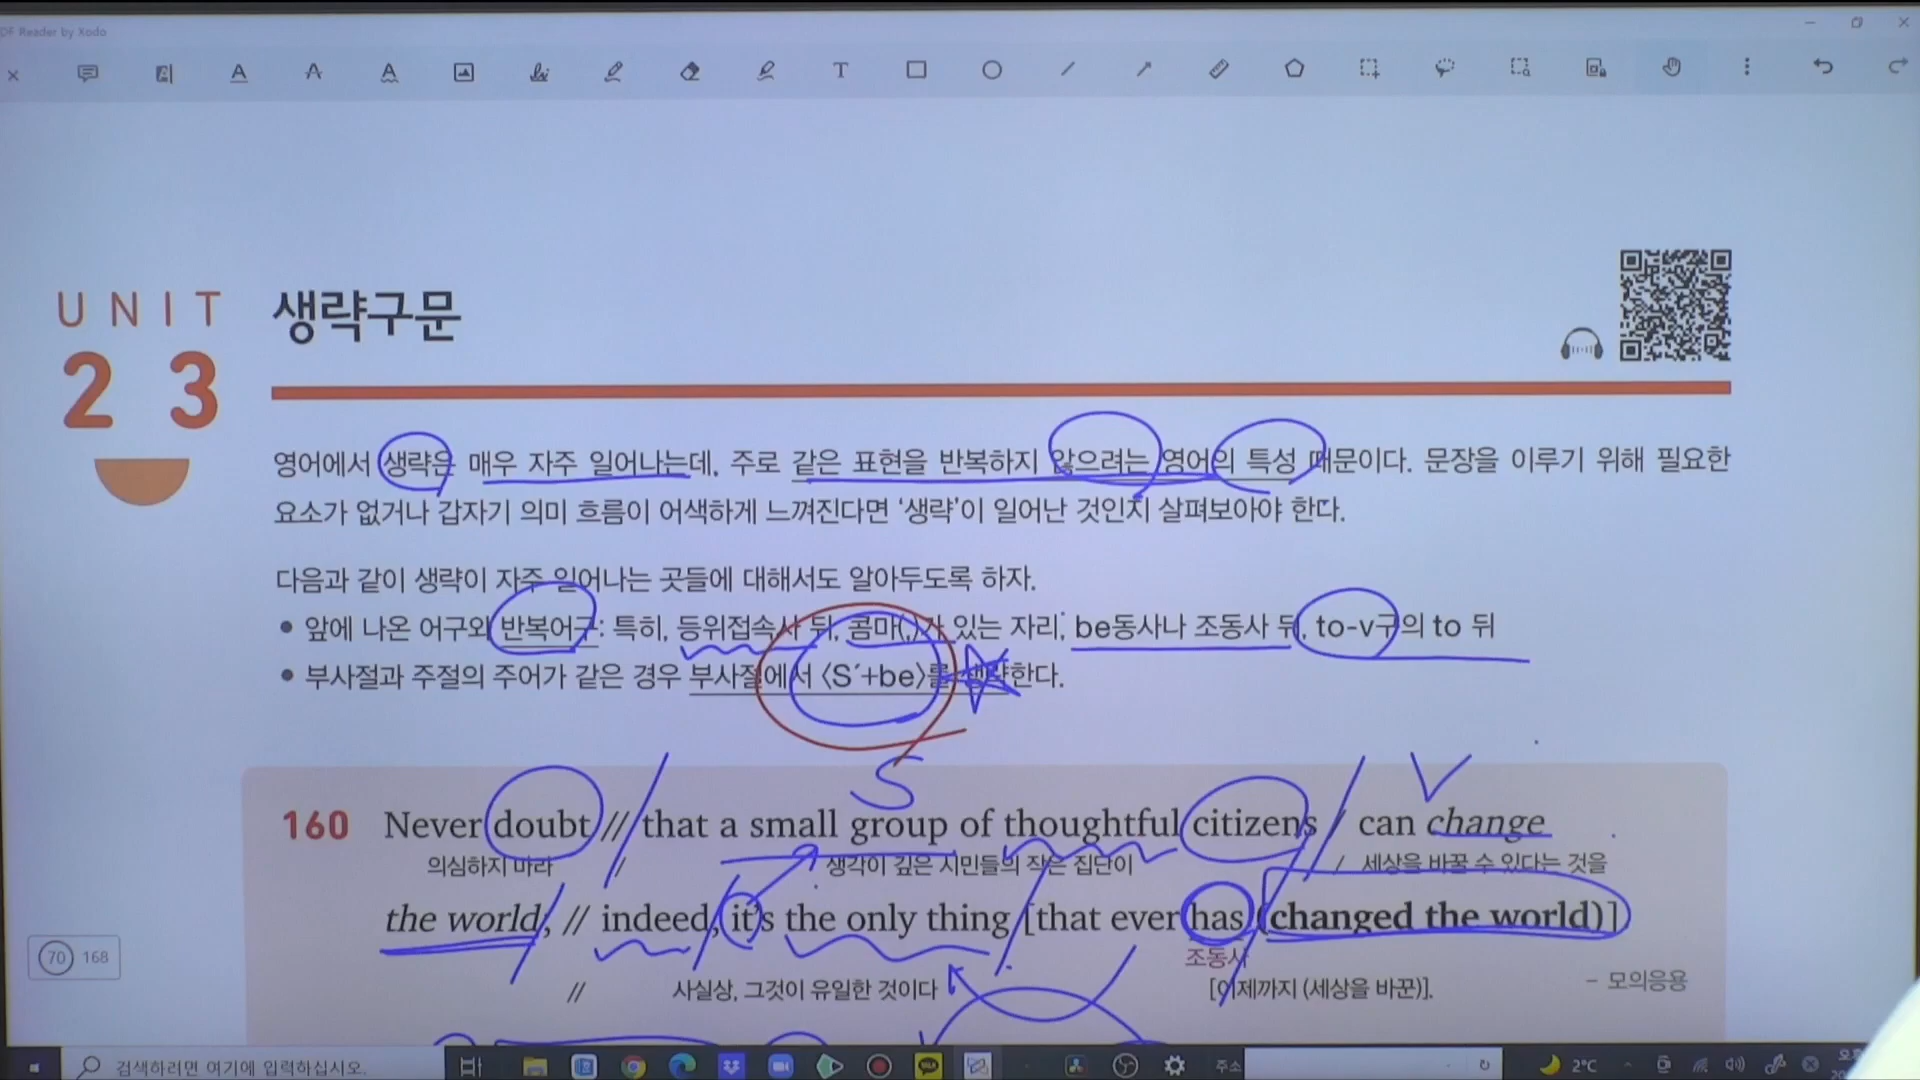 DF Reader by Xodo
UNIT
23
생략구문
영어에서 생략은 매우 자주 일어나는데, 주로 같은 표현을 반복하지 않으려는 영어의 특성 때문이다. 문장을 이루기 위해 필요한
요소가 없거나 갑자기 의미 흐름이 어색하게 느껴진다면 ‘생략’이 일어난 것인지 살펴보아야 한다.
다음과 같이 생략이 자주 일어나는 곳들에 대해서도 알아두도록 하자.
• 앞에 나온 어구와 반복어구: 특히, 등위접속사 뒤, 콤마(,)가 있는 자리, be동사나 조동사 뒤, to-v구의 to 뒤
• 부사절과 주절의 주어가 같은 경우 부사절에서 〈S´+be〉를 생략한다.
S V
160 Never doubt // that a small group of thoughtful citizens / can change
의심하지 마라 // 생각이 깊은 시민들의 작은 집단이 / 세상을 바꿀 수 있다는 것을
the world; // indeed, it's the only thing [that ever has (changed the world)]
조동사
// 사실상, 그것이 유일한 것이다 [이제까지 (세상을 바꾼)].
– 모의응용
70 168
검색하려면 여기에 입력하십시오.
주소
2°C